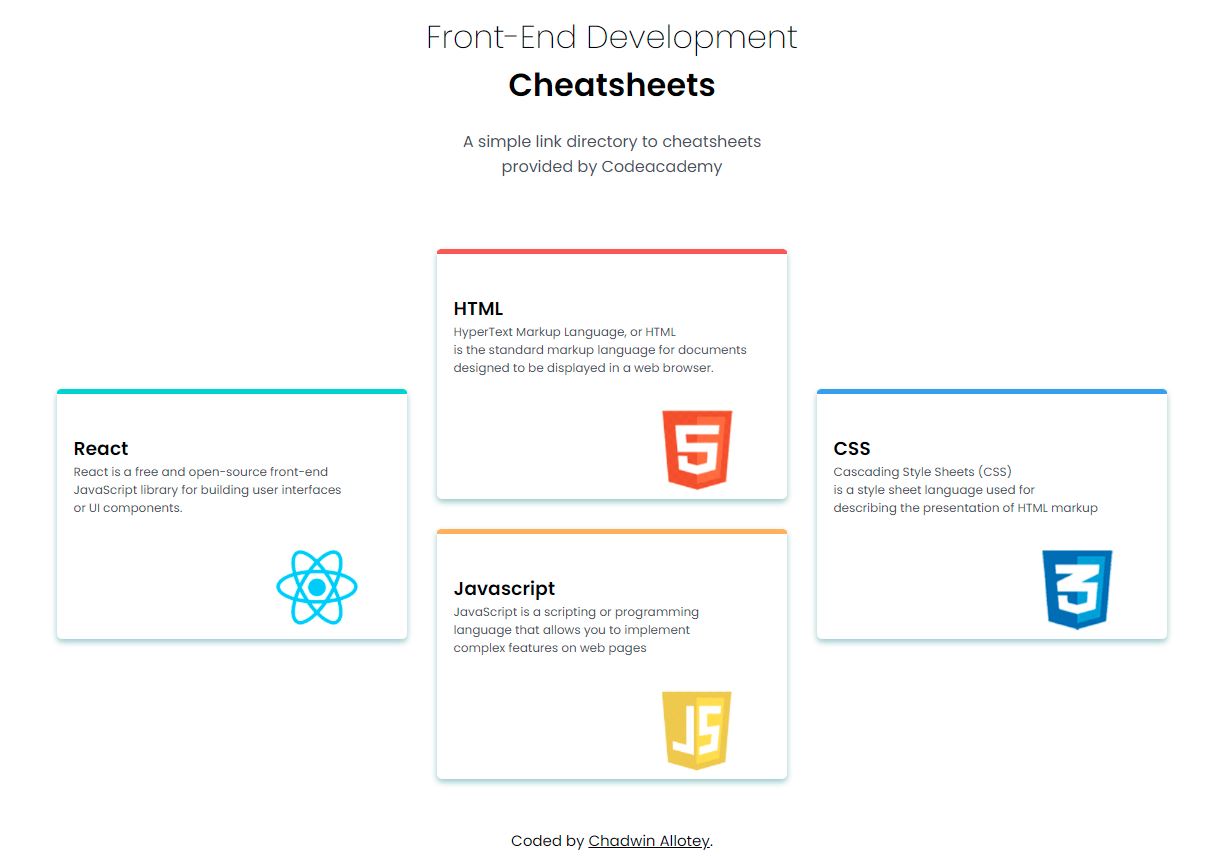 Front-End Development
Cheatsheets
A simple link directory to cheatsheets
provided by Codeacademy
HTML
HyperText Markup Language, or HTML
is the standard markup language for documents
designed to be displayed in a web browser.
5
React
React is a free and open-source front-end
JavaScript library for building user interfaces
or UI components.
CSS
Cascading Style Sheets (CSS)
is a style sheet language used for
describing the presentation of HTML markup
3
Javascript
JavaScript is a scripting or programming
language that allows you to implement
complex features on web pages
JS
Coded by Chadwin Allotey.